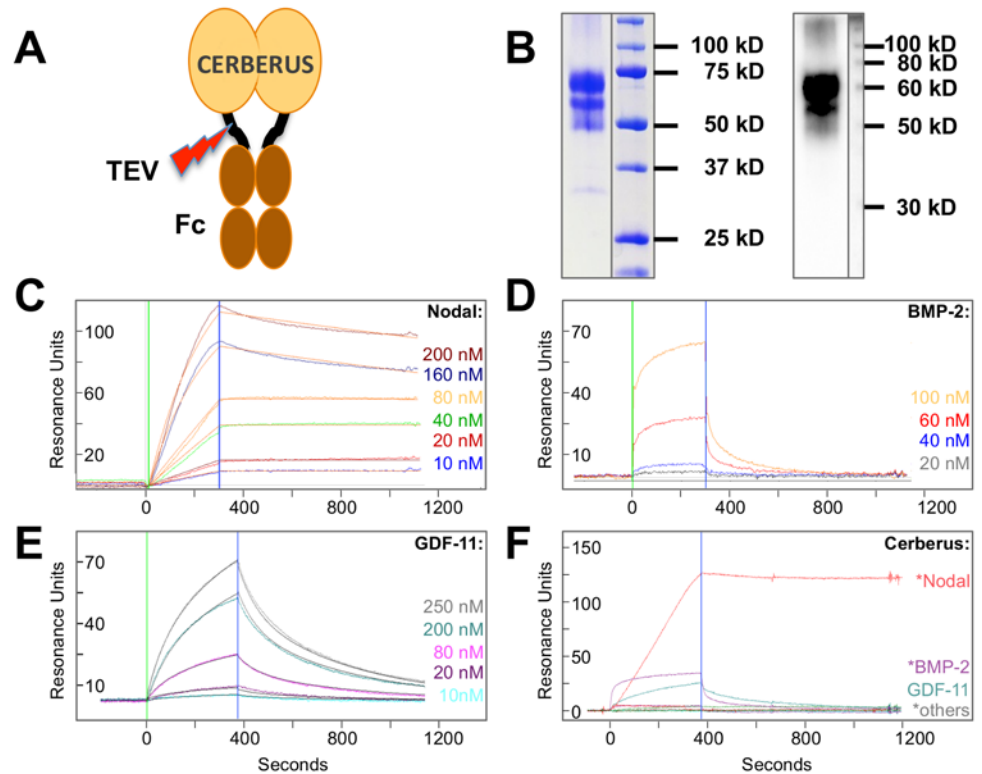 A
CERBERUS
TEV
Fc
B
100 kD
75 kD
50 kD
37 kD
25 kD
100 kD
80 kD
60 kD
50 kD
30 kD
C
Nodal:
200 nM
160 nM
80 nM
40 nM
20 nM
10 nM
Resonance Units
100
60
20
0
400
800
1200
D
BMP-2:
100 nM
60 nM
40 nM
20 nM
Resonance Units
70
40
10
0
400
800
1200
E
GDF-11:
250 nM
200 nM
80 nM
20 nM
10nM
Resonance Units
70
40
10
0
400
800
1200
Seconds
F
Cerberus:
*Nodal
*BMP-2
GDF-11
*others
Resonance Units
150
100
50
0
0
400
800
1200
Seconds